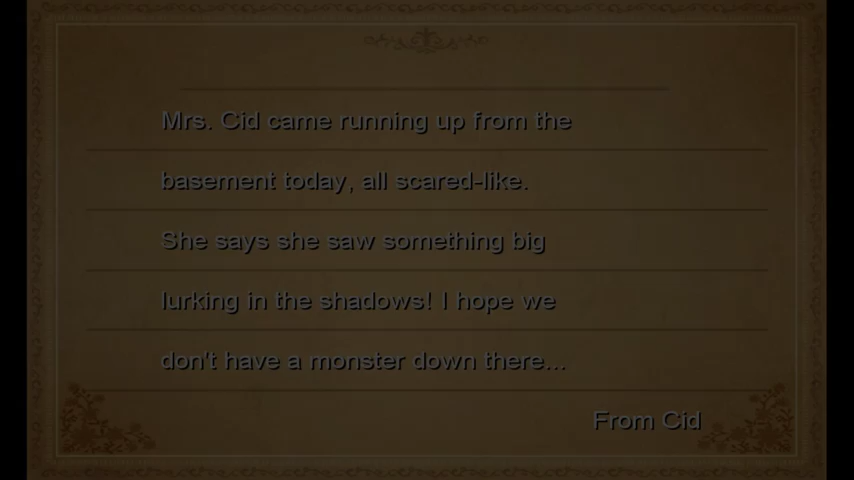 Mrs. Cid came running up from the
basement today, all scared-like.
She says she saw something big
lurking in the shadows! I hope we
don't have a monster down there...
From Cid